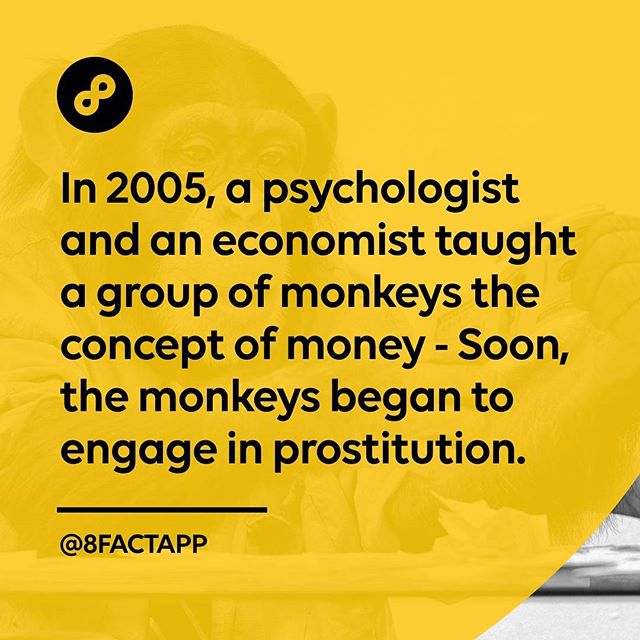 In 2005, a psychologist
and an economist taught
a group of monkeys the
concept of money - Soon,
the monkeys began to
engage in prostitution.
@8FACTAPP